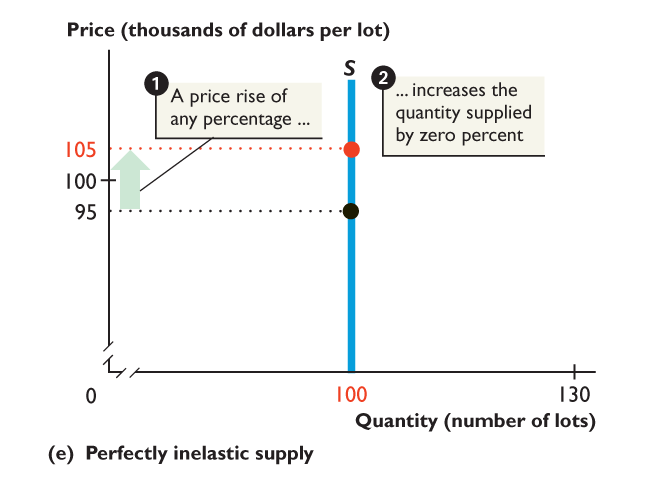 Price (thousands of dollars per lot)
S
1
A price rise of
any percentage ...
2
... increases the
quantity supplied
by zero percent
105
100
95
0
100
130
Quantity (number of lots)
(e) Perfectly inelastic supply